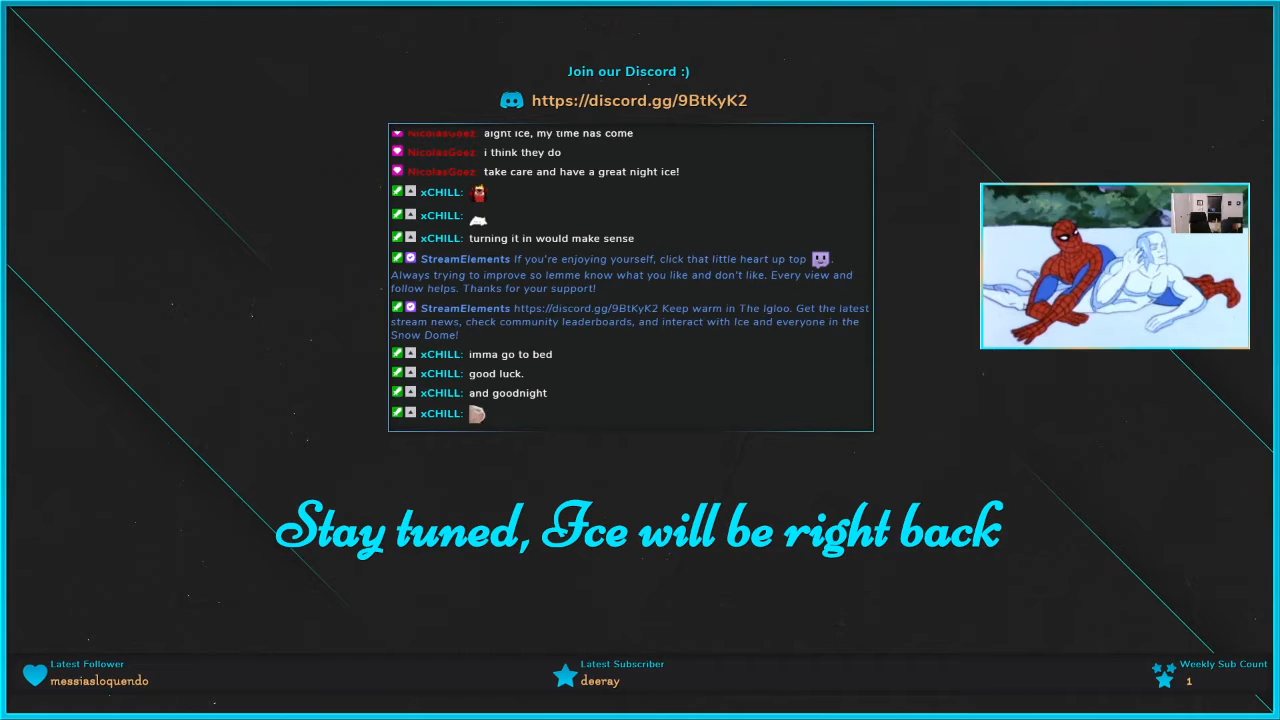 Join our Discord :)
https://discord.gg/9BtKyK2
NicolasGoez aight ice, my time has come
NicolasGoez i think they do
NicolasGoez take care and have a great night ice!
xCHILL:
xCHILL:
xCHILL: turning it in would make sense
StreamElements If you're enjoying yourself, click that little heart up top .
Always trying to improve so lemme know what you like and don't like. Every view and
follow helps. Thanks for your support!
StreamElements https://discord.gg/9BtKyK2 Keep warm in The Igloo. Get the latest
stream news, check community leaderboards, and interact with Ice and everyone in the
Snow Dome!
xCHILL: imma go to bed
xCHILL: good luck.
xCHILL: and goodnight
xCHILL:
Stay tuned, Ice will be right back
Latest Follower
messiasloquendo
Latest Subscriber
deeray
Weekly Sub Count
1